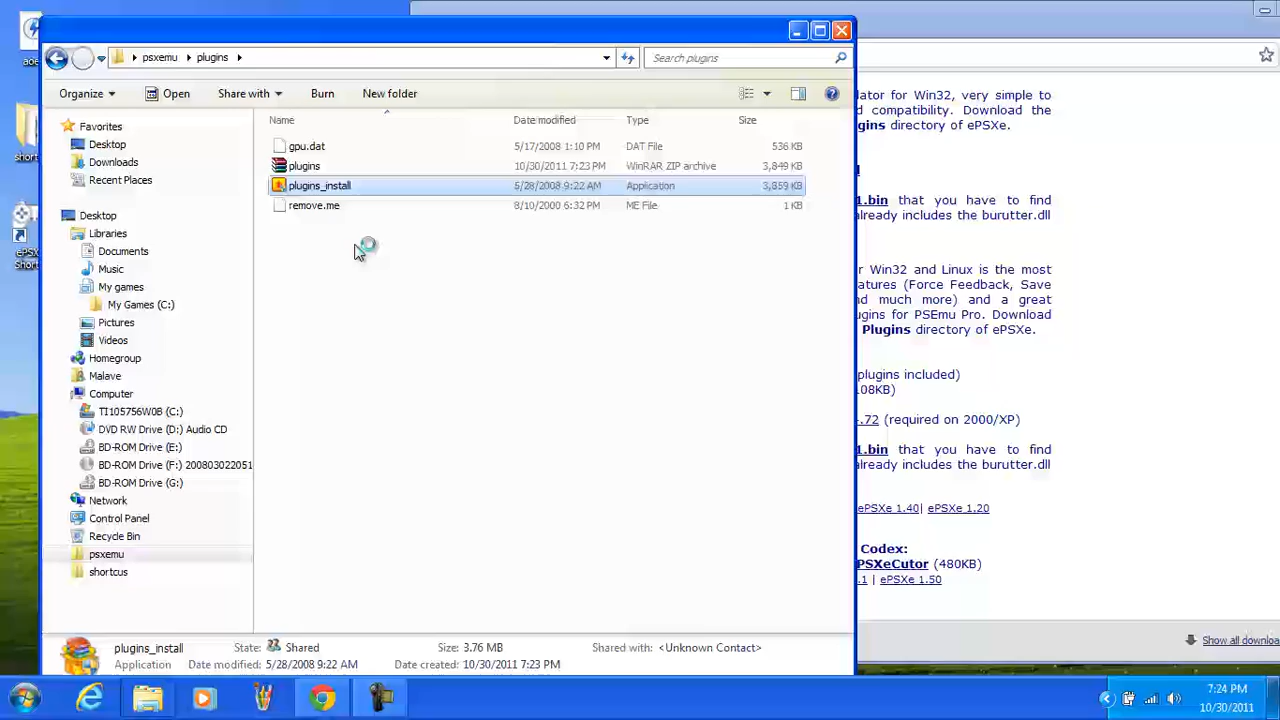 aoe
psxemu
plugins
Search plugins
Organize
Open
Share with
Burn
New folder
Name
Date modified
Type
Size
gpu.dat
5/17/2008 1:10 PM
DAT File
536 KB
plugins
10/30/2011 7:23 PM
WinRAR ZIP archive
3,849 KB
plugins_install
5/28/2008 9:22 AM
Application
3,859 KB
remove.me
8/10/2000 6:32 PM
ME File
1 KB
Favorites
Desktop
Downloads
Recent Places
Desktop
Libraries
Documents
Music
My games
My Games (C:)
Pictures
Videos
Homegroup
Malave
Computer
TI105756W0B (C:)
DVD RW Drive (D:) Audio CD
BD-ROM Drive (E:)
BD-ROM Drive (F:) 200803022051
BD-ROM Drive (G:)
Network
Control Panel
Recycle Bin
psxemu
shortcus
plugins_install
State:
Shared
Size: 3.76 MB
Shared with: <Unknown Contact>
Application
Date modified: 5/28/2008 9:22 AM
Date created: 10/30/2011 7:23 PM
short
ePSX
Short
lator for Win32, very simple to
d compatibility. Download the
gins directory of ePSXe.
1.bin that you have to find
already includes the burutter.dll
r Win32 and Linux is the most
atures (Force Feedback, Save
nd much more) and a great
ugins for PSEmu Pro. Download
Plugins directory of ePSXe.
plugins included)
108KB)
.72 (required on 2000/XP)
1.bin that you have to find
already includes the burutter.dll
ePSXe 1.40| ePSXe 1.20
Codex:
PSXeCutor (480KB)
.1 | ePSXe 1.50
Show all downloa
7:24 PM
10/30/2011